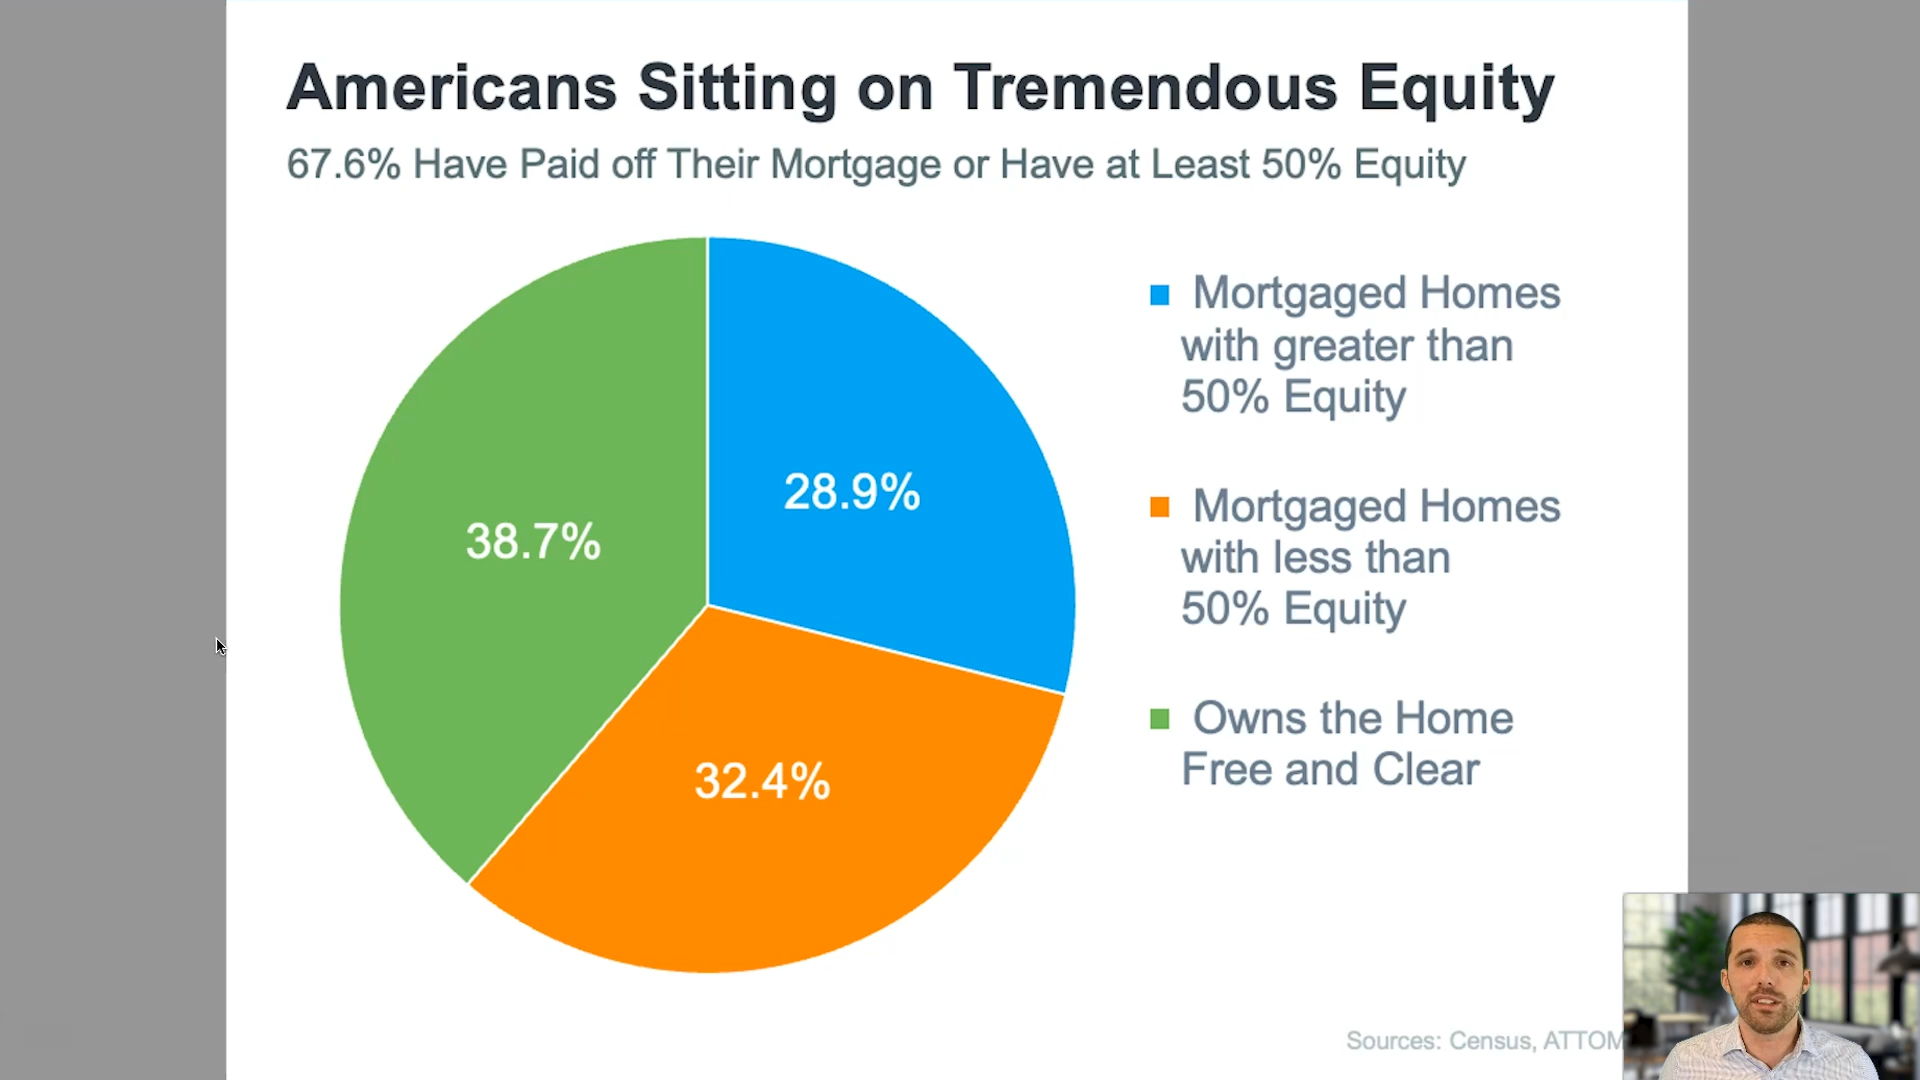 Americans Sitting on Tremendous Equity
67.6% Have Paid off Their Mortgage or Have at Least 50% Equity
28.9%
38.7%
32.4%
Mortgaged Homes
with greater than
50% Equity
Mortgaged Homes
with less than
50% Equity
Owns the Home
Free and Clear
Sources: Census, ATTOM